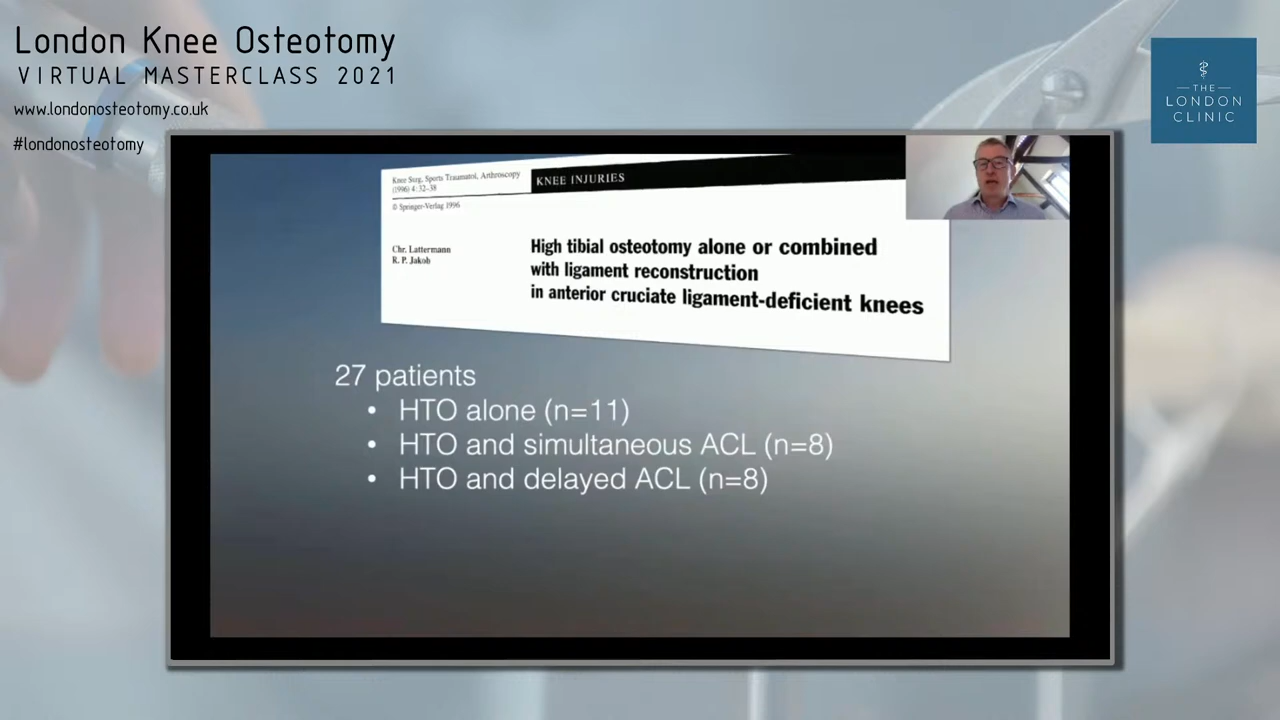 London Knee Osteotomy
VIRTUAL MASTERCLASS 2021
www.londonosteotomy.co.uk
#londonosteotomy
THE
LONDON
CLINIC
Knee Surg, Sports Traumatol, Arthroscopy
(1996) 4:32-38
© Springer-Verlag 1996
KNEE INJURIES
Chr. Lattermann
R. P. Jakob
High tibial osteotomy alone or combined
with ligament reconstruction
in anterior cruciate ligament-deficient knees
27 patients
• HTO alone (n=11)
• HTO and simultaneous ACL (n=8)
• HTO and delayed ACL (n=8)